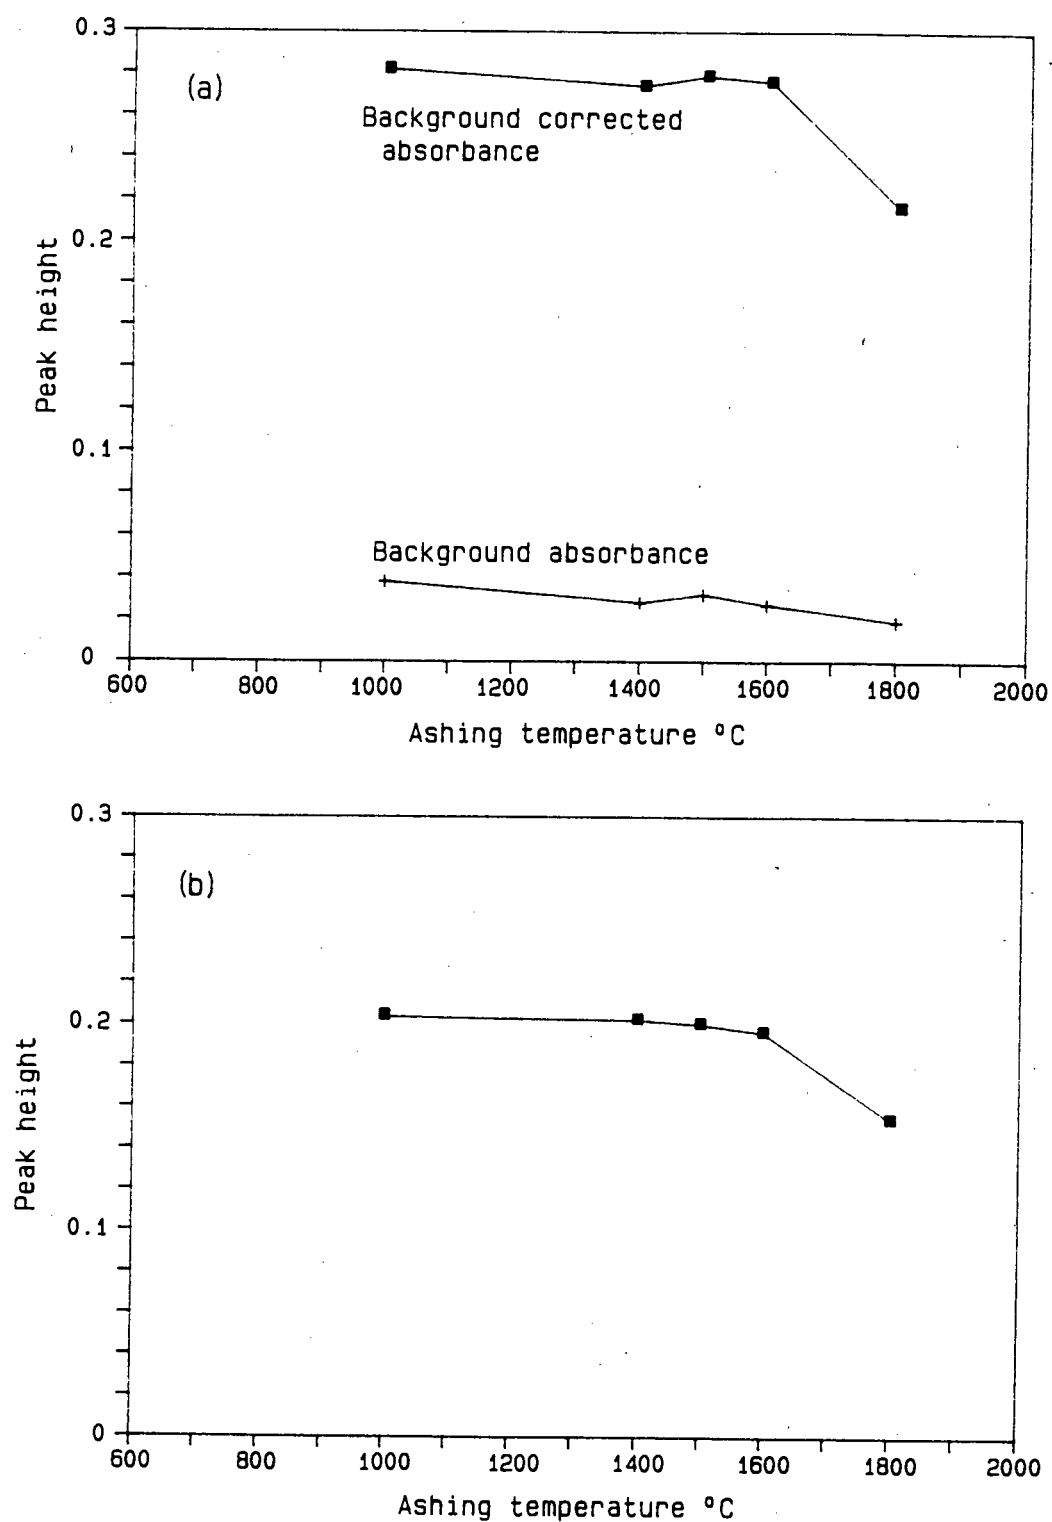 0.3
(a)
Background corrected
absorbance
0.2
Peak height
0.1
Background absorbance
0
600 800 1000 1200 1400 1600 1800 2000
Ashing temperature °C
0.3
(b)
0.2
Peak height
0.1
0
600 800 1000 1200 1400 1600 1800 2000
Ashing temperature °C